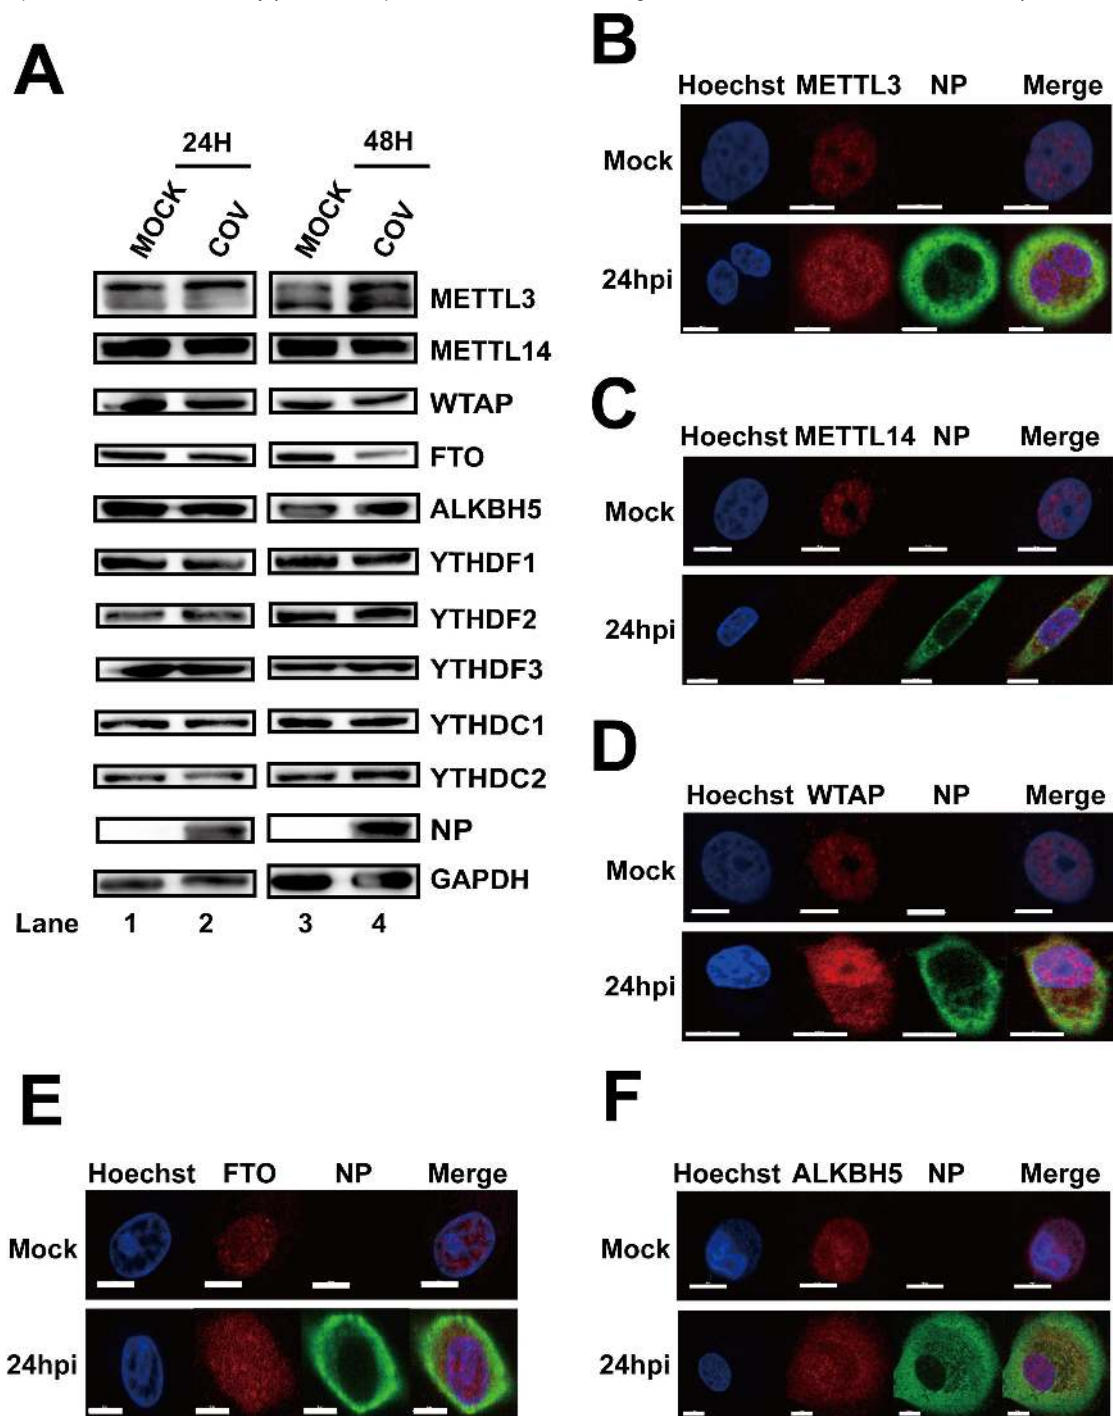 A
24H 48H
MOCK COV MOCK COV
METTL3
METTL14
WTAP
FTO
ALKBH5
YTHDF1
YTHDF2
YTHDF3
YTHDC1
YTHDC2
NP
GAPDH
Lane 1 2 3 4
B
Hoechst METTL3 NP Merge
Mock
24hpi
C
Hoechst METTL14 NP Merge
Mock
24hpi
D
Hoechst WTAP NP Merge
Mock
24hpi
E
Hoechst FTO NP Merge
Mock
24hpi
F
Hoechst ALKBH5 NP Merge
Mock
24hpi